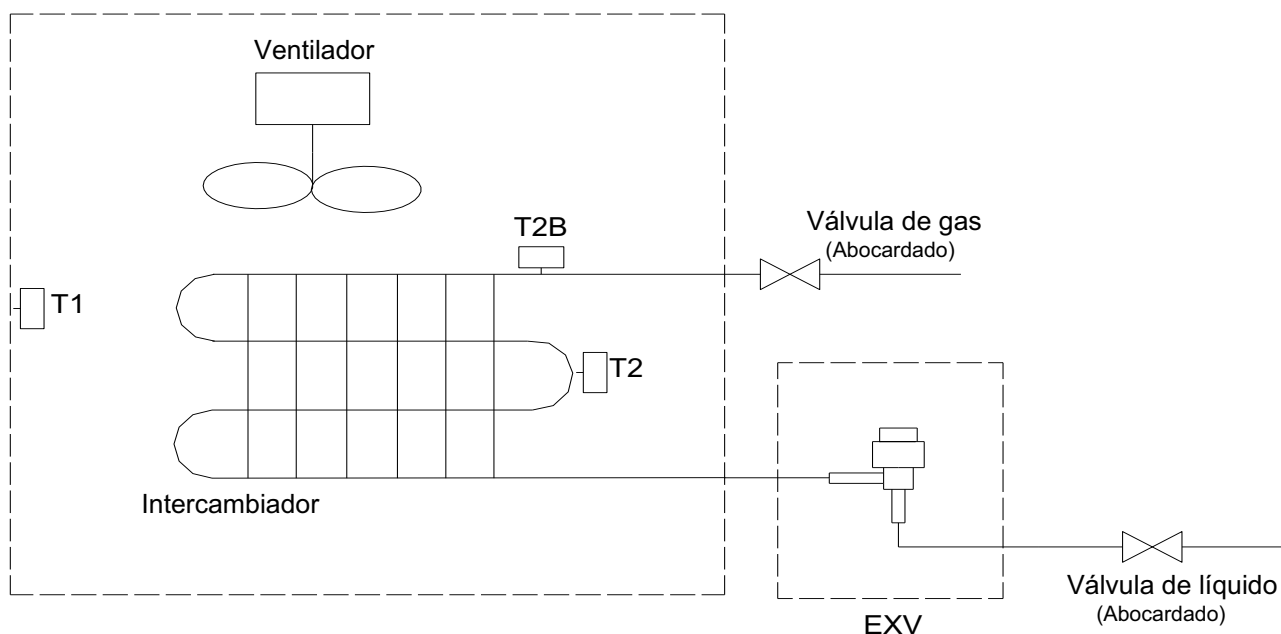 Ventilador
T2B
Válvula de gas
(Abocardado)
T1
T2
Intercambiador
Válvula de líquido
(Abocardado)
EXV